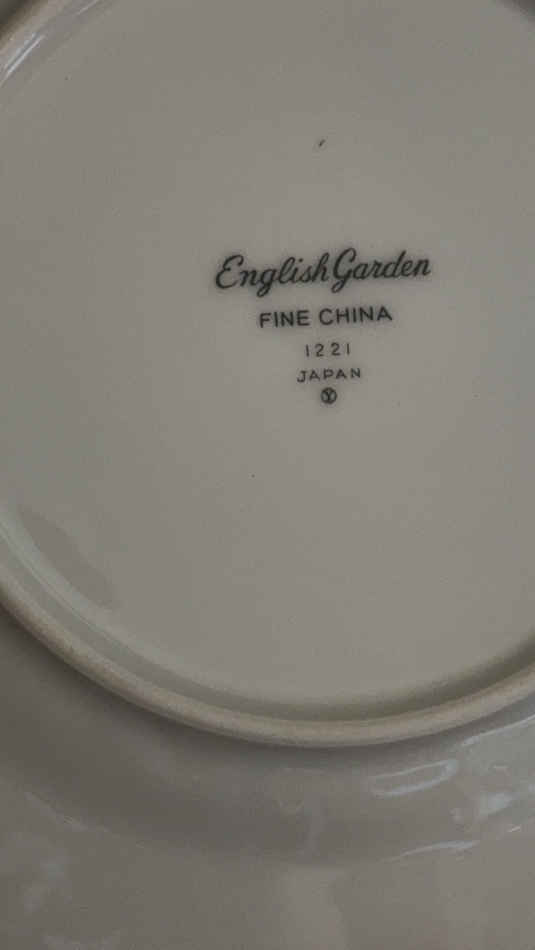 English Garden
FINE CHINA
1221
JAPAN
Y